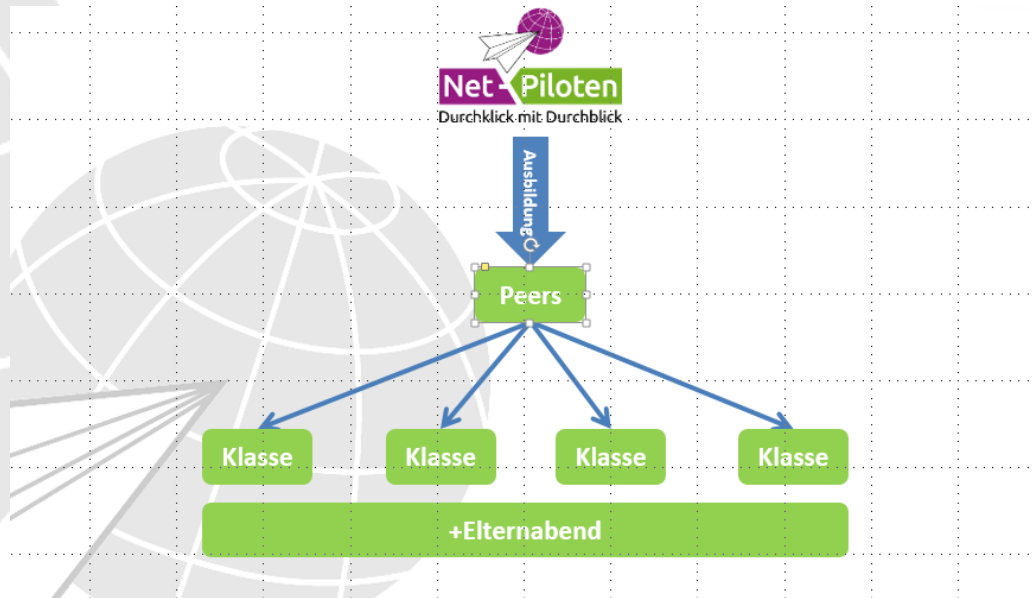 Net-Piloten
Durchklick mit Durchblick
Ausbildung
Peers
Klasse
Klasse
Klasse
Klasse
+Elternabend